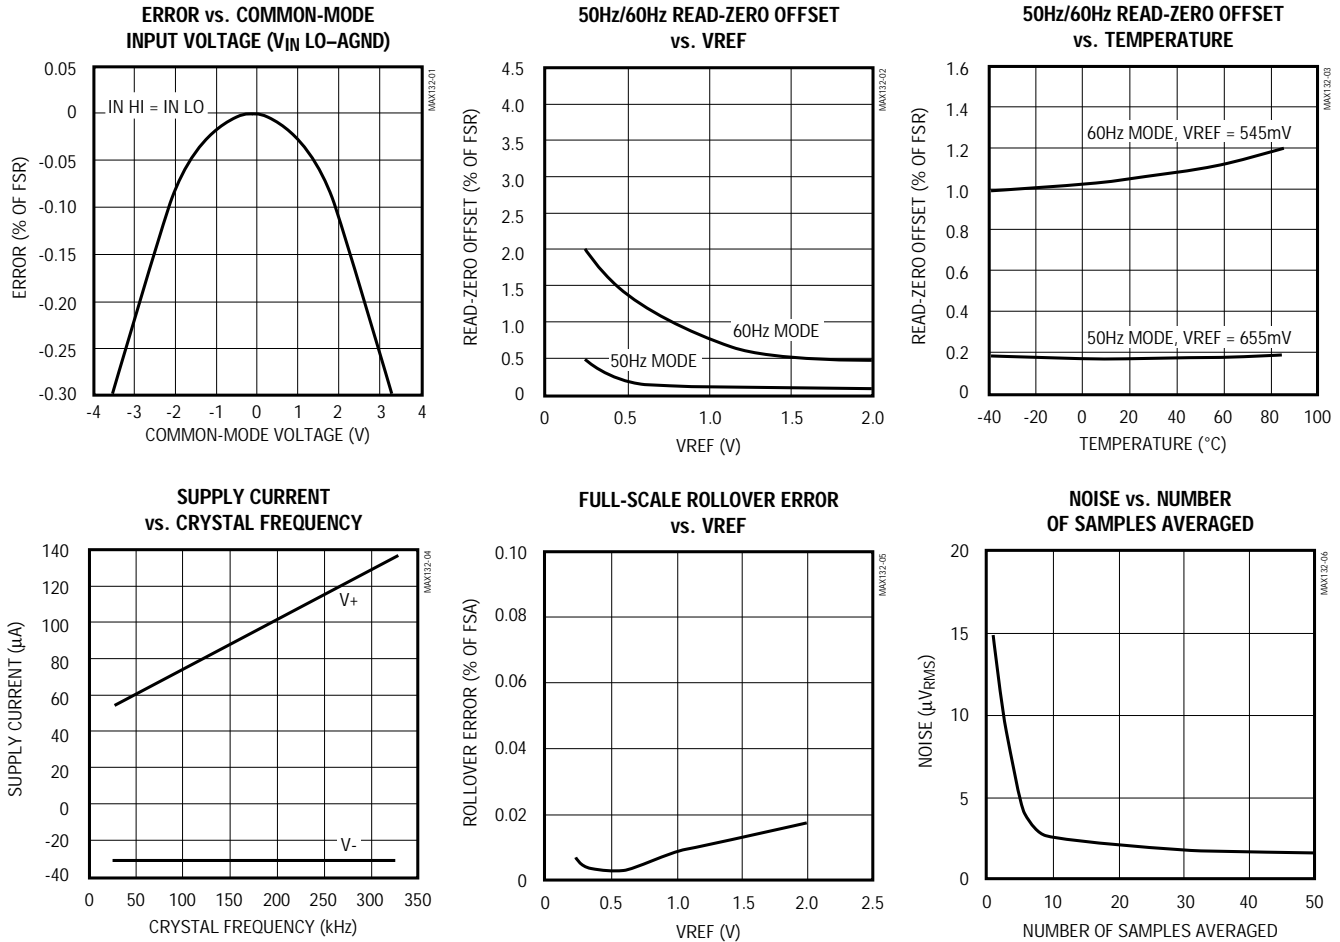 ERROR vs. COMMON-MODE
INPUT VOLTAGE (VIN LO–AGND)
0.05
0
-0.05
-0.10
-0.15
-0.20
-0.25
-0.30
ERROR (% OF FSR)
IN HI = IN LO
MAX132-01
-4 -3 -2 -1 0 1 2 3 4
COMMON-MODE VOLTAGE (V)
50Hz/60Hz READ-ZERO OFFSET
vs. VREF
4.5
4.0
3.5
3.0
2.5
2.0
1.5
1.0
0.5
0
READ-ZERO OFFSET (% OF FSR)
60Hz MODE
50Hz MODE
MAX132-02
0 0.5 1.0 1.5 2.0
VREF (V)
50Hz/60Hz READ-ZERO OFFSET
vs. TEMPERATURE
1.6
1.4
1.2
1.0
0.8
0.6
0.4
0.2
0
READ-ZERO OFFSET (% OF FSR)
60Hz MODE, VREF = 545mV
50Hz MODE, VREF = 655mV
MAX132-03
-40 -20 0 20 40 60 80 100
TEMPERATURE (°C)
SUPPLY CURRENT
vs. CRYSTAL FREQUENCY
140
120
100
80
60
40
20
0
-20
-40
SUPPLY CURRENT (µA)
V+
V-
MAX132-04
0 50 100 150 200 250 300 350
CRYSTAL FREQUENCY (kHz)
FULL-SCALE ROLLOVER ERROR
vs. VREF
0.10
0.08
0.06
0.04
0.02
0
ROLLOVER ERROR (% OF FSA)
MAX132-05
0 0.5 1.0 1.5 2.0 2.5
VREF (V)
NOISE vs. NUMBER
OF SAMPLES AVERAGED
20
15
10
5
0
NOISE (µVRMS)
MAX132-06
0 10 20 30 40 50
NUMBER OF SAMPLES AVERAGED